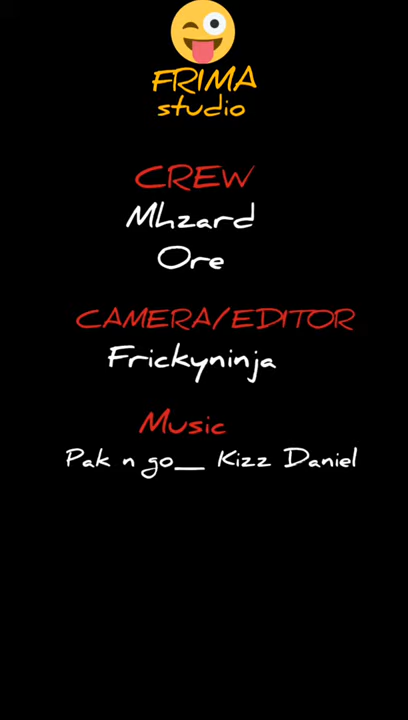 FRIMA
studio
CREW
Mhzard
Ore
CAMERA/EDITOR
Frickyninja
Music
Pak n go__ Kizz Daniel